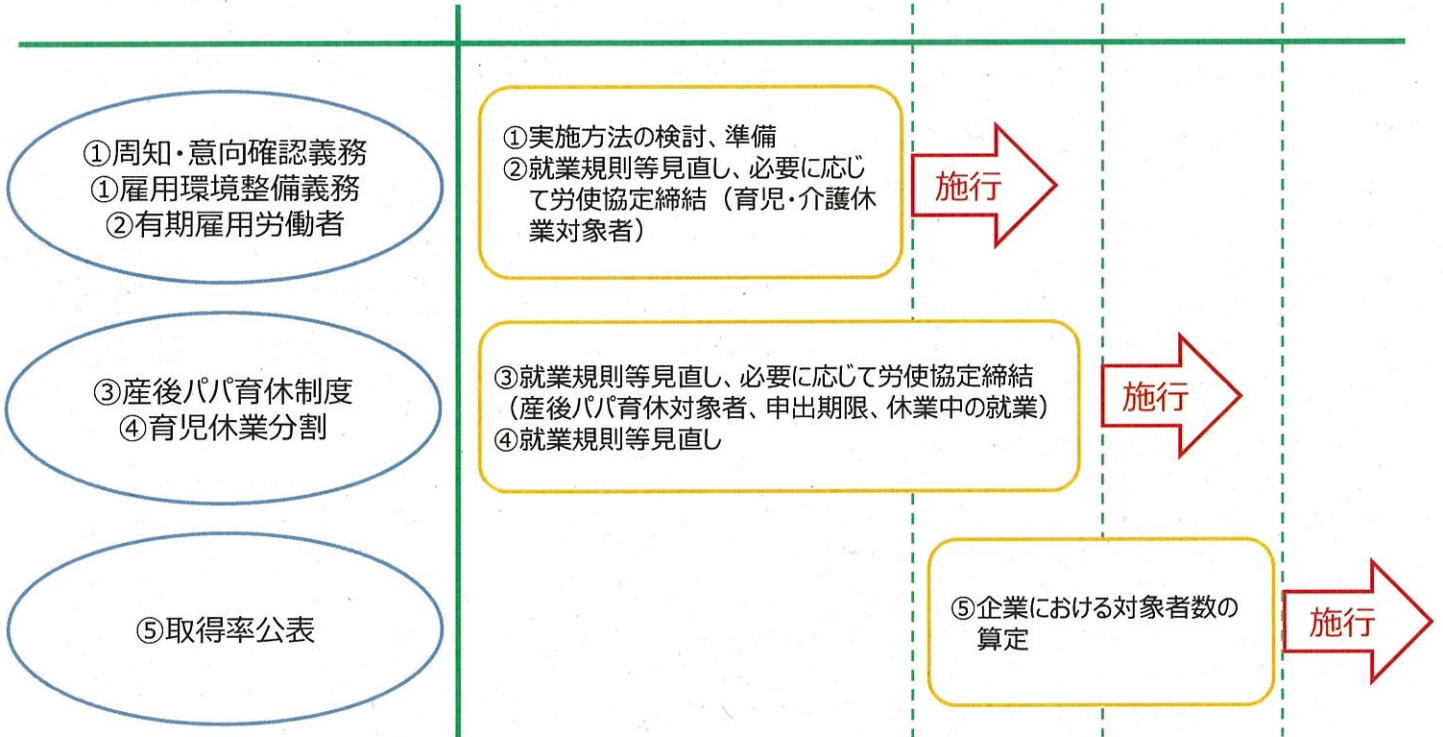 ①周知・意向確認義務
①雇用環境整備義務
②有期雇用労働者
①実施方法の検討、準備
②就業規則等見直し、必要に応じ
て労使協定締結（育児・介護休
業対象者）
施行
③産後パパ育休制度
④育児休業分割
③就業規則等見直し、必要に応じて労使協定締結
（産後パパ育休対象者、申出期限、休業中の就業）
④就業規則等見直し
施行
⑤取得率公表
⑤企業における対象者数の
算定
施行